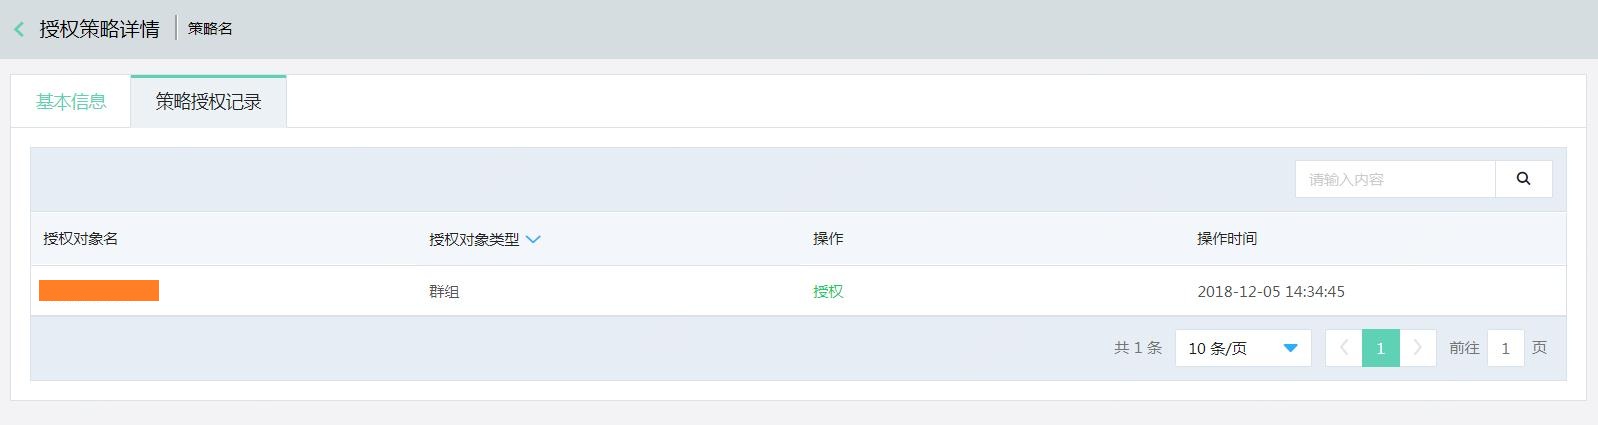 授权策略详情 策略名
基本信息 策略授权记录
请输入内容
授权对象名 授权对象类型 操作 操作时间
群组 授权 2018-12-05 14:34:45
共 1 条 10 条/页 1 前往 1 页